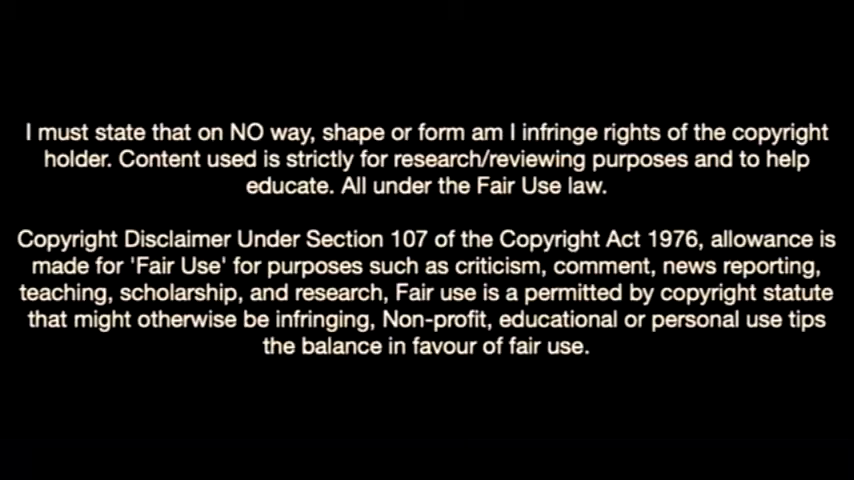 I must state that on NO way, shape or form am I infringe rights of the copyright
holder. Content used is strictly for research/reviewing purposes and to help
educate. All under the Fair Use law.
Copyright Disclaimer Under Section 107 of the Copyright Act 1976, allowance is
made for 'Fair Use' for purposes such as criticism, comment, news reporting,
teaching, scholarship, and research, Fair use is a permitted by copyright statute
that might otherwise be infringing, Non-profit, educational or personal use tips
the balance in favour of fair use.